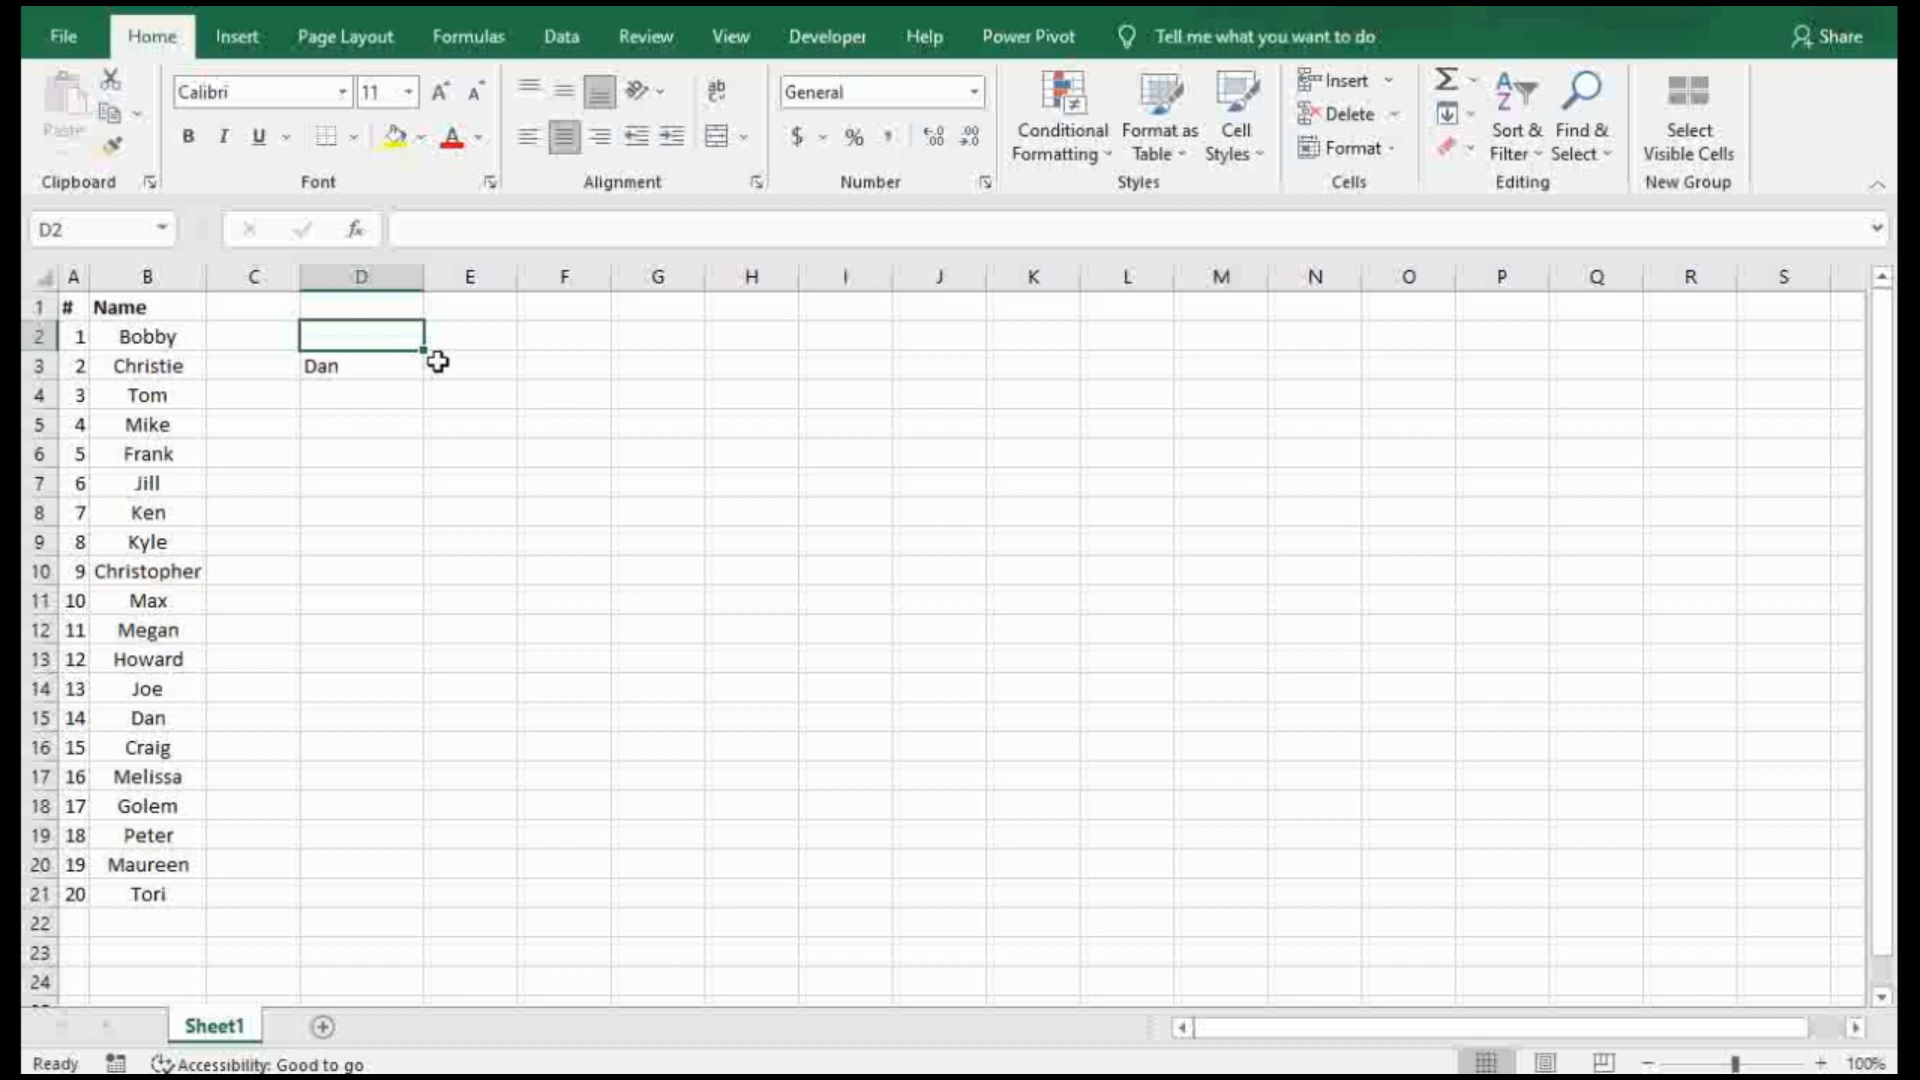 File Home Insert Page Layout Formulas Data Review View Developer Help Power Pivot Tell me what you want to do Share
Paste
Calibri 11 A A
B I U A
ab
General
$ % , .00 .00
Conditional Formatting
Format as Table
Cell Styles
Insert
Delete
Format
Sort & Filter
Find & Select
Select Visible Cells
Clipboard Font Alignment Number Styles Cells Editing New Group
D2 fx
A B C D E F G H I J K L M N O P Q R S
1 # Name
2 1 Bobby
3 2 Christie Dan
4 3 Tom
5 4 Mike
6 5 Frank
7 6 Jill
8 7 Ken
9 8 Kyle
10 9 Christopher
11 10 Max
12 11 Megan
13 12 Howard
14 13 Joe
15 14 Dan
16 15 Craig
17 16 Melissa
18 17 Golem
19 18 Peter
20 19 Maureen
21 20 Tori
22
23
24
Sheet1
Ready Accessibility: Good to go 100%